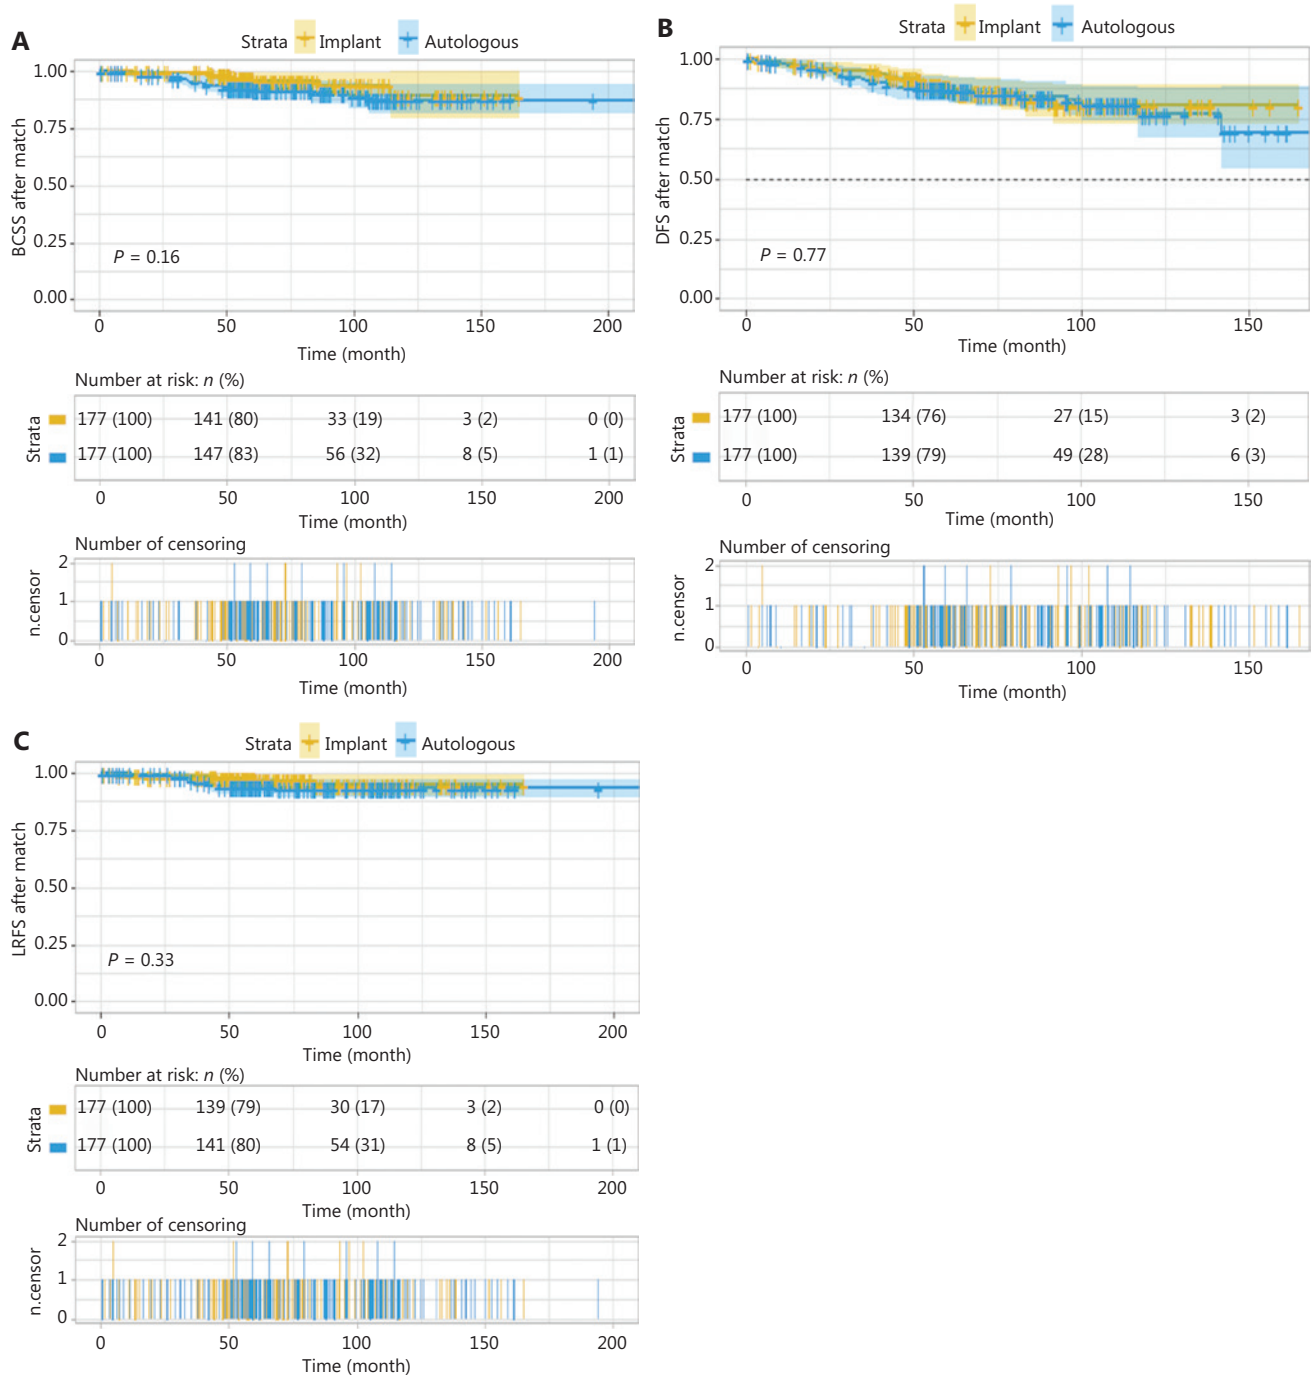 A
Strata Implant Autologous
BCSS after match
1.00
0.75
0.50
0.25
0.00
P = 0.16
0 50 100 150 200
Time (month)
Number at risk: n (%)
Strata
177 (100) 141 (80) 33 (19) 3 (2) 0 (0)
177 (100) 147 (83) 56 (32) 8 (5) 1 (1)
0 50 100 150 200
Time (month)
Number of censoring
n.censor
2
1
0
0 50 100 150 200
Time (month)
B
Strata Implant Autologous
DFS after match
1.00
0.75
0.50
0.25
0.00
P = 0.77
0 50 100 150
Time (month)
Number at risk: n (%)
Strata
177 (100) 134 (76) 27 (15) 3 (2)
177 (100) 139 (79) 49 (28) 6 (3)
0 50 100 150
Time (month)
Number of censoring
n.censor
2
1
0
0 50 100 150
Time (month)
C
Strata Implant Autologous
LRFS after match
1.00
0.75
0.50
0.25
0.00
P = 0.33
0 50 100 150 200
Time (month)
Number at risk: n (%)
Strata
177 (100) 139 (79) 30 (17) 3 (2) 0 (0)
177 (100) 141 (80) 54 (31) 8 (5) 1 (1)
0 50 100 150 200
Time (month)
Number of censoring
n.censor
2
1
0
0 50 100 150 200
Time (month)